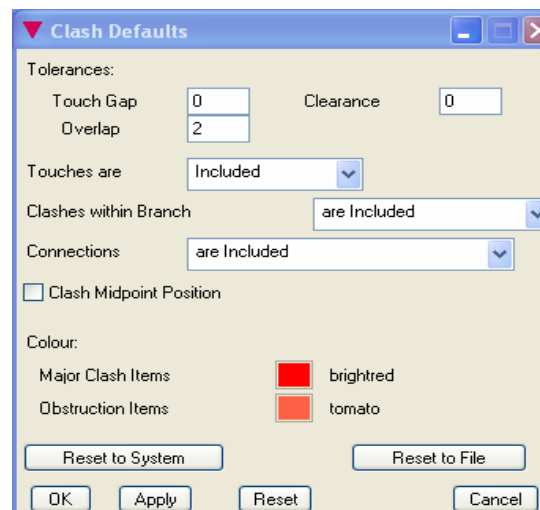 Clash Defaults
Tolerances:
Touch Gap 0 Clearance 0
Overlap 2
Touches are Included
Clashes within Branch are Included
Connections are Included
Clash Midpoint Position
Colour:
Major Clash Items brightred
Obstruction Items tomato
Reset to System Reset to File
OK Apply Reset Cancel